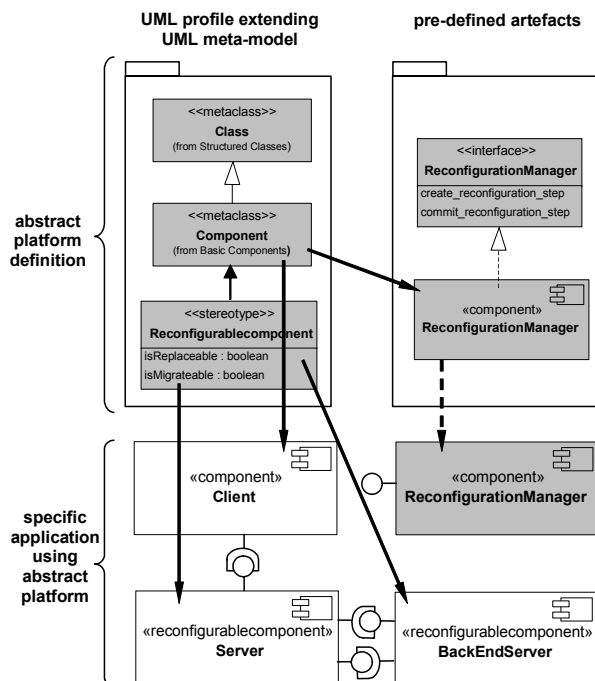 UML profile extending
UML meta-model
pre-defined artefacts
abstract
platform
definition
<<metaclass>>
Class
(from Structured Classes)
<<metaclass>>
Component
(from Basic Components)
<<stereotype>>
Reconfigurablecomponent
isReplaceable : boolean
isMigrateable : boolean
<<interface>>
ReconfigurationManager
create_reconfiguration_step
commit_reconfiguration_step
«component»
ReconfigurationManager
specific
application
using
abstract
platform
«component»
Client
«component»
ReconfigurationManager
«reconfigurablecomponent»
Server
«reconfigurablecomponent»
BackEndServer